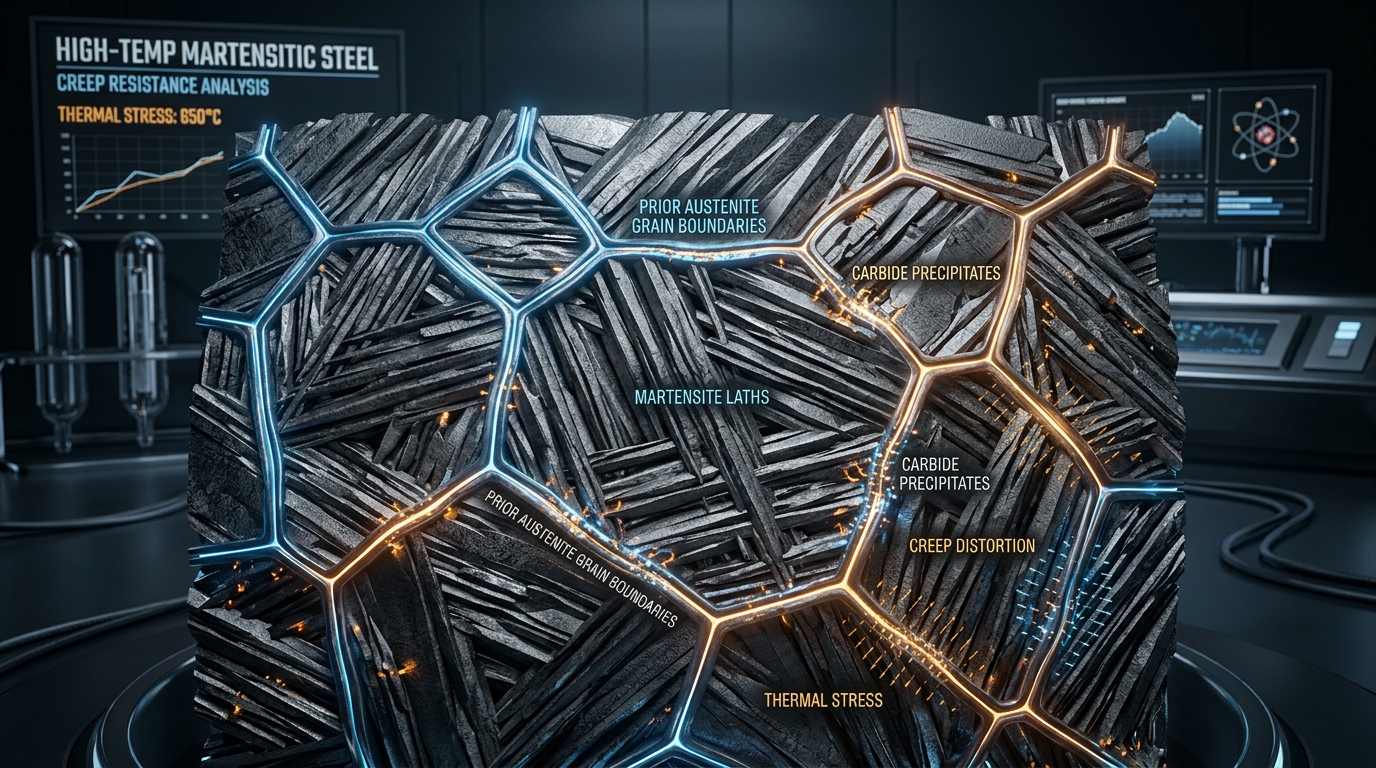 HIGH-TEMP MARTENSITIC STEEL
CREEP RESISTANCE ANALYSIS
THERMAL STRESS: 650°C
PRIOR AUSTENITE
GRAIN BOUNDARIES
CARBIDE PRECIPITATES
MARTENSITE LATHS
CARBIDE
PRECIPITATES
PRIOR AUSTENITE GRAIN BOUNDARIES
CREEP DISTORTION
THERMAL STRESS